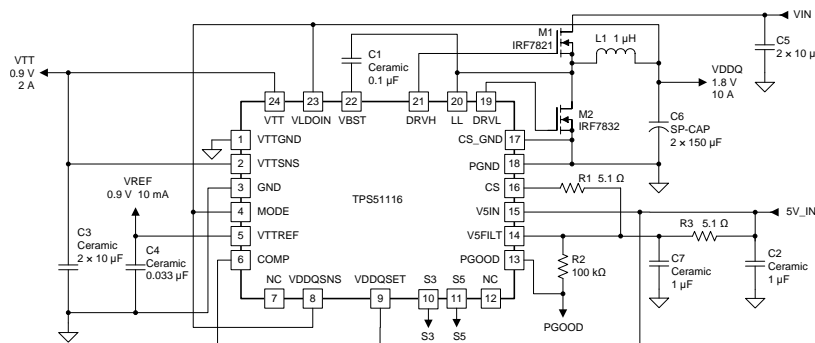 M1
IRF7821
VIN
L1 1 µH
C5
2 × 10 µ
VTT
0.9 V
2 A
C1
Ceramic
0.1 µF
VDDQ
1.8 V
10 A
24 23 22 21 20 19
VTT VLDOIN VBST DRVH LL DRVL
M2
IRF7832
C6
SP-CAP
2 × 150 µF
1 VTTGND
CS_GND 17
2 VTTSNS
PGND 18
VREF
0.9 V 10 mA
3 GND
TPS51116
CS 16
R1 5.1 Ω
4 MODE
V5IN 15
5V_IN
5 VTTREF
V5FILT 14
R3 5.1 Ω
C3
Ceramic
2 × 10 µF
C4
Ceramic
0.033 µF
6 COMP
PGOOD 13
R2
100 kΩ
C7
Ceramic
1 µF
C2
Ceramic
1 µF
NC VDDQSNS VDDQSET S3 S5 NC
7 8 9 10 11 12
S3 S5
PGOOD